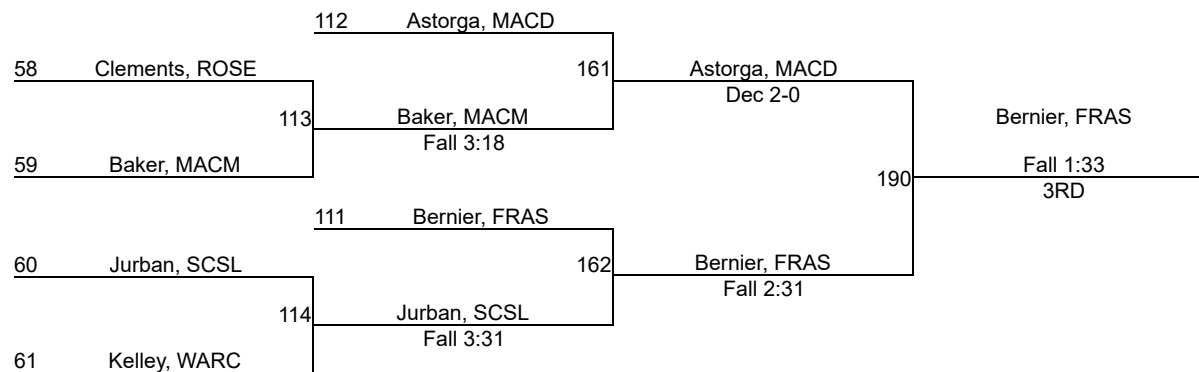 112 Astorga, MACD
58 Clements, ROSE
161 Astorga, MACD
Dec 2-0
113 Baker, MACM
Fall 3:18
Bernier, FRAS
59 Baker, MACM
Fall 1:33
190
3RD
111 Bernier, FRAS
60 Jurban, SCSL
162 Bernier, FRAS
Fall 2:31
114 Jurban, SCSL
Fall 3:31
61 Kelley, WARC